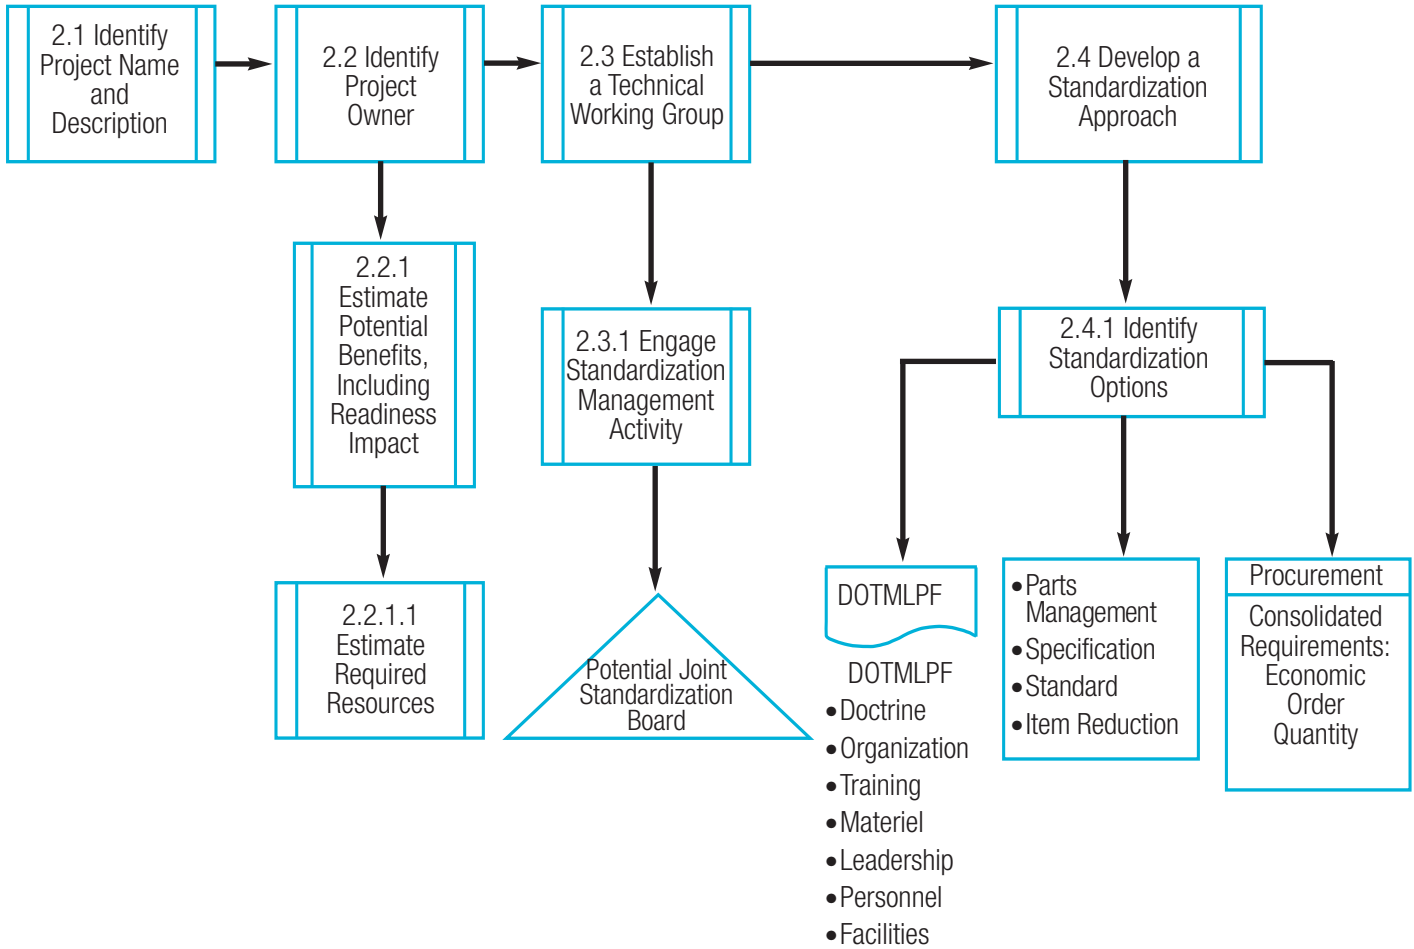 2.1 Identify
Project Name
and
Description
2.2 Identify
Project
Owner
2.3 Establish
a Technical
Working Group
2.4 Develop a
Standardization
Approach
2.2.1
Estimate
Potential
Benefits,
Including
Readiness
Impact
2.3.1 Engage
Standardization
Management
Activity
2.4.1 Identify
Standardization
Options
2.2.1.1
Estimate
Required
Resources
Potential Joint
Standardization
Board
DOTMLPF
DOTMLPF
•Doctrine
•Organization
•Training
•Materiel
•Leadership
•Personnel
•Facilities
•Parts
Management
•Specification
•Standard
•Item Reduction
Procurement
Consolidated
Requirements:
Economic
Order
Quantity